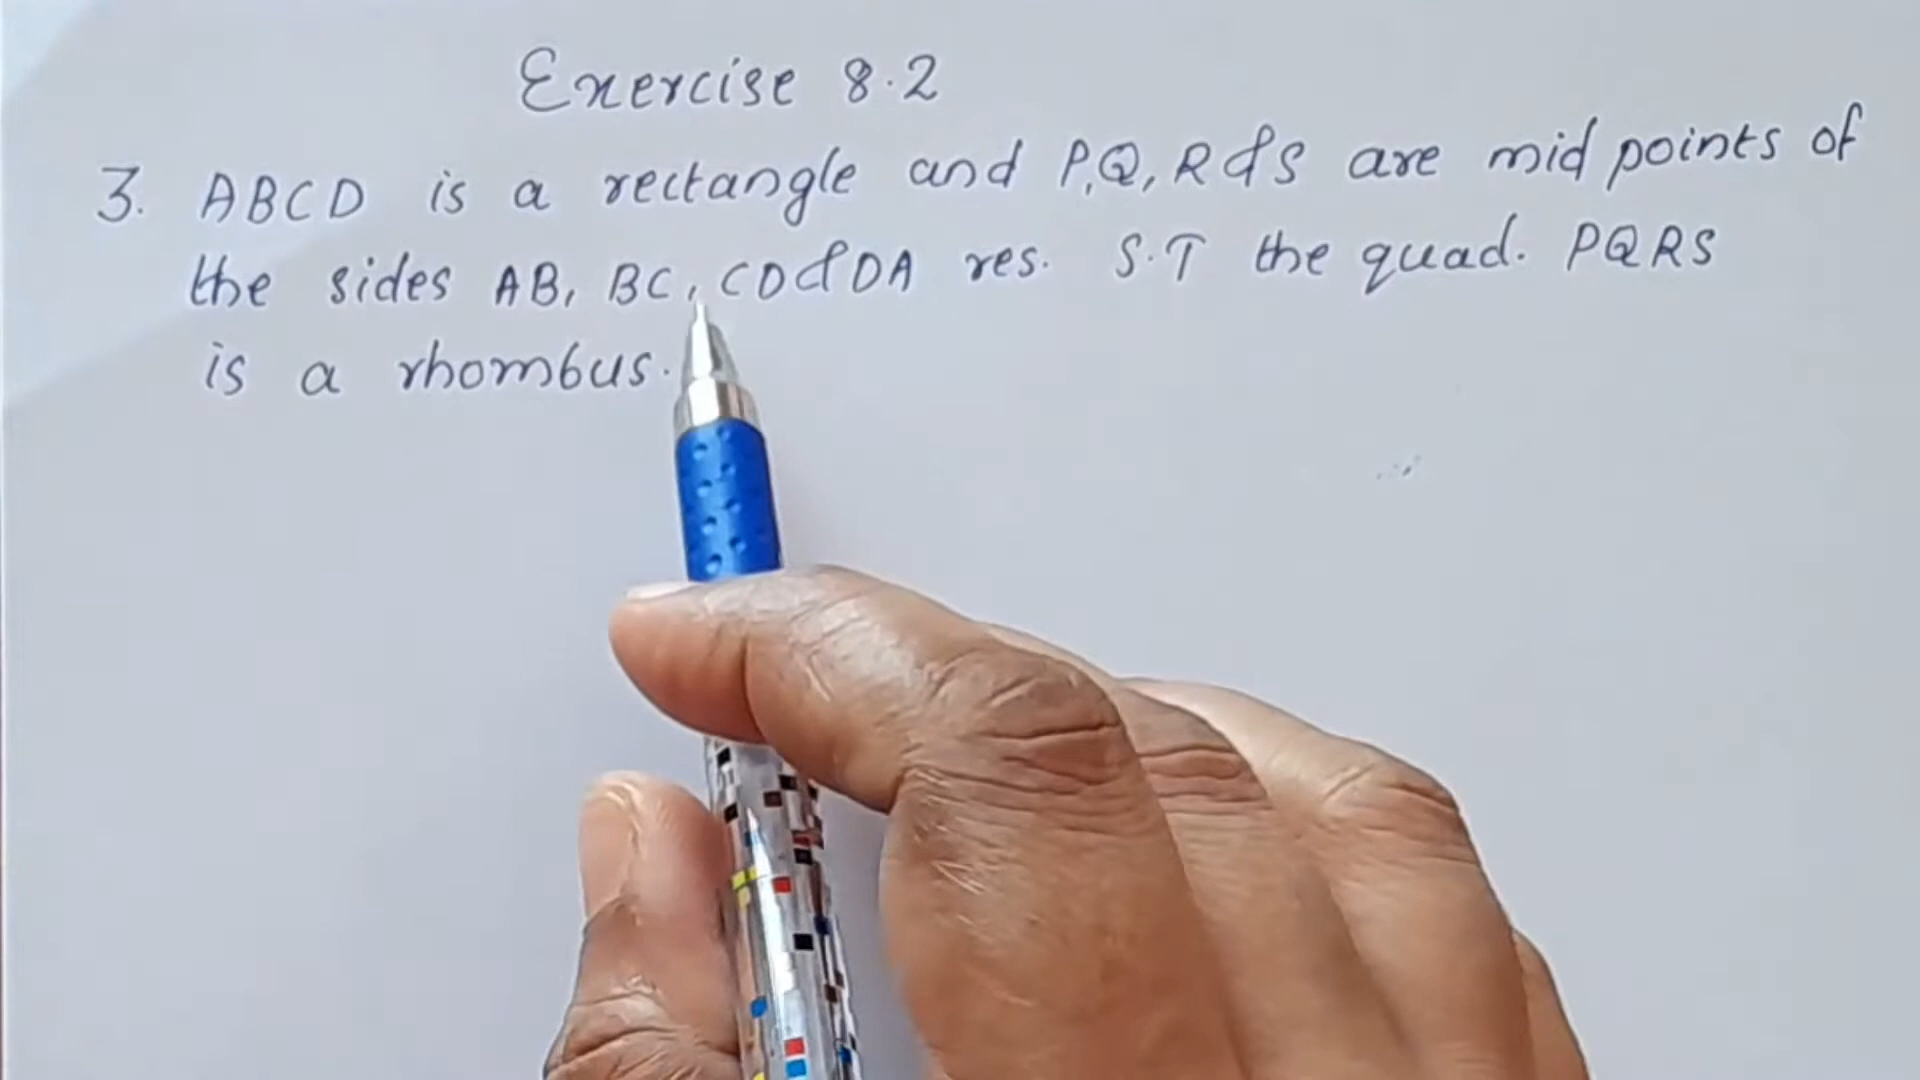 Exercise 8.2
3. ABCD is a rectangle and P,Q, R & S are mid points of
the sides AB, BC, CD & DA res. S.T the quad. PQRS
is a rhombus.